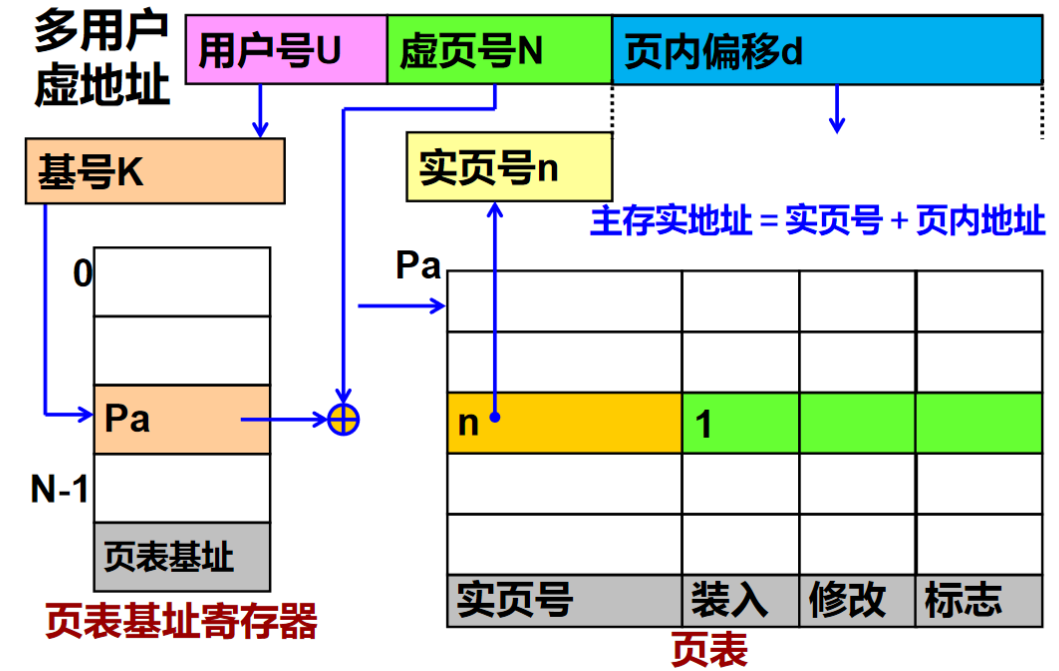 多用户
虚地址
用户号U
虚页号N
页内偏移d
基号K
实页号n
主存实地址 = 实页号 + 页内地址
Pa
0
Pa
n
1
N-1
页表基址
实页号
装入
修改
标志
页表基址寄存器
页表